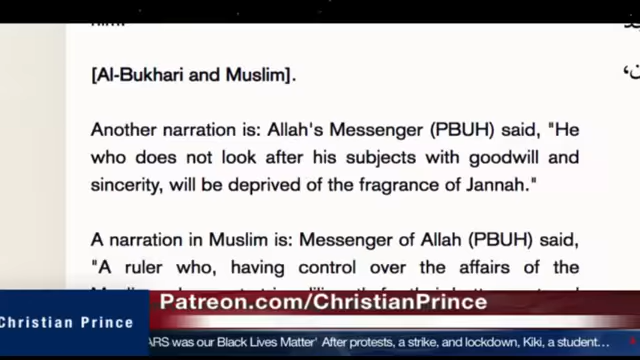 him."
[Al-Bukhari and Muslim].
Another narration is: Allah's Messenger (PBUH) said, "He
who does not look after his subjects with goodwill and
sincerity, will be deprived of the fragrance of Jannah."
A narration in Muslim is: Messenger of Allah (PBUH) said,
"A ruler who, having control over the affairs of the
Patreon.com/ChristianPrince
Christian Prince
ARS was our Black Lives Matter' After protests, a strike, and lockdown, Kiki, a student…